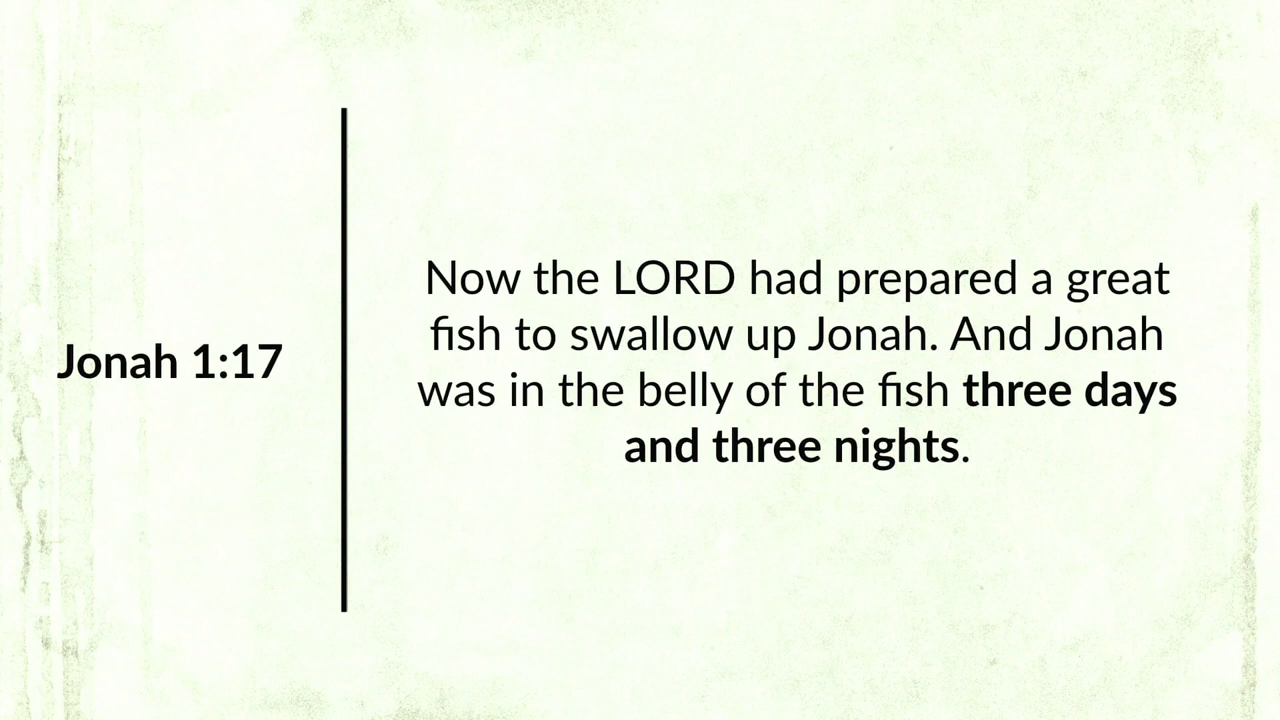 Jonah 1:17
Now the LORD had prepared a great
fish to swallow up Jonah. And Jonah
was in the belly of the fish three days
and three nights.